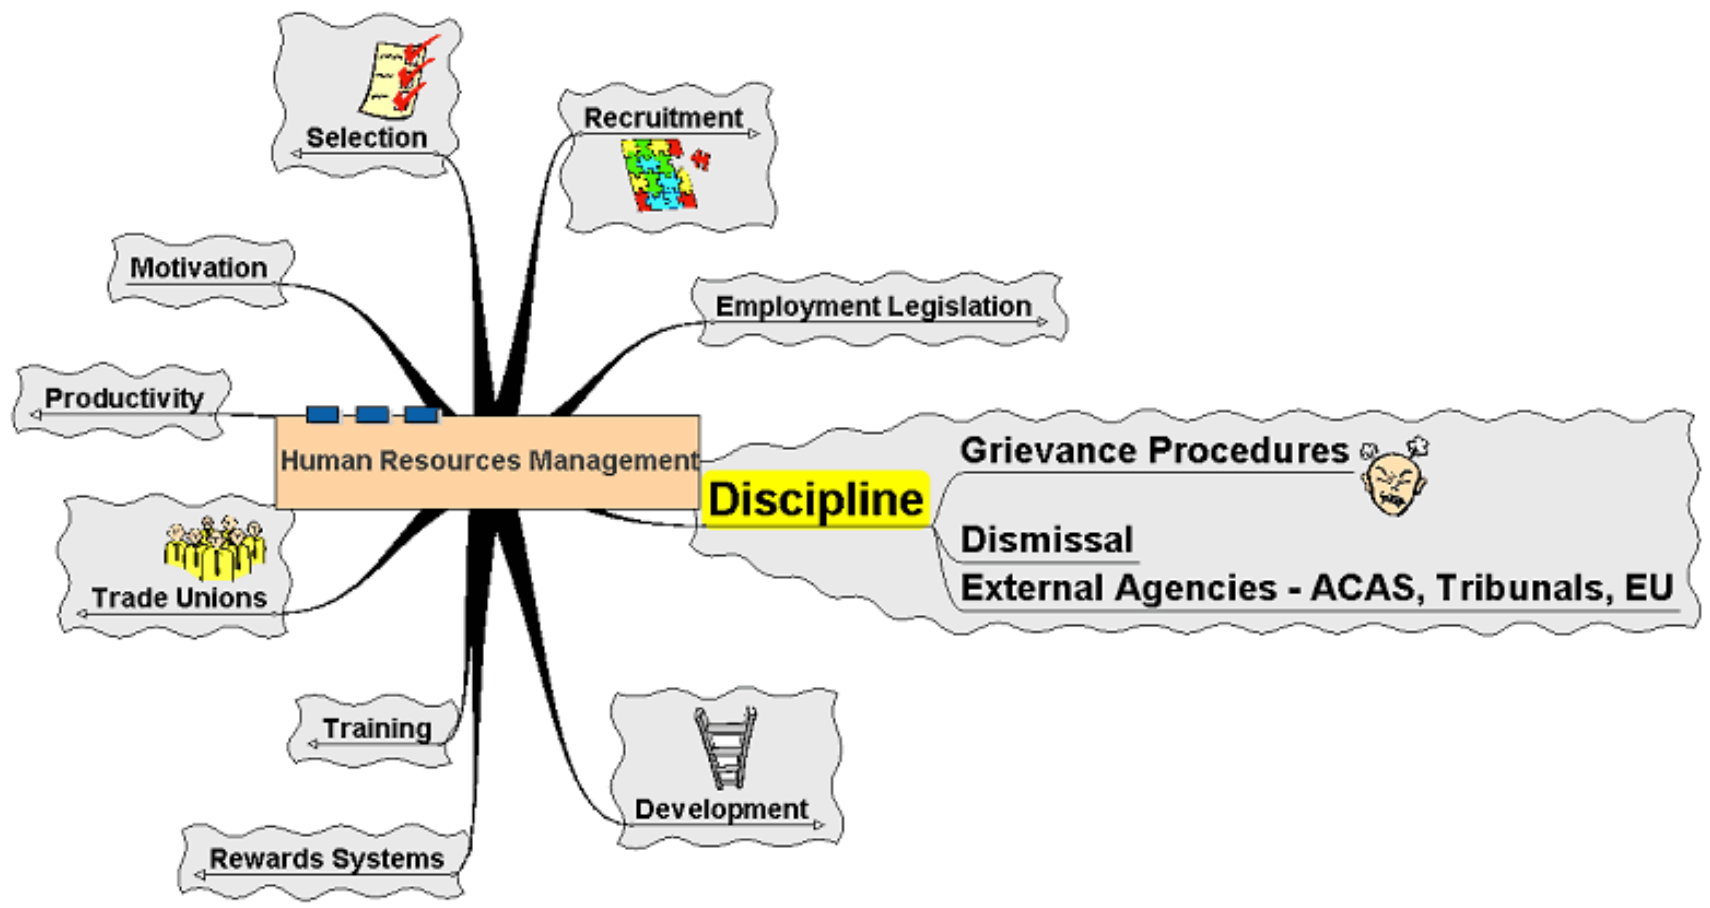 Selection
Recruitment
Motivation
Employment Legislation
Productivity
Human Resources Management
Discipline
Grievance Procedures
Dismissal
External Agencies - ACAS, Tribunals, EU
Trade Unions
Training
Development
Rewards Systems